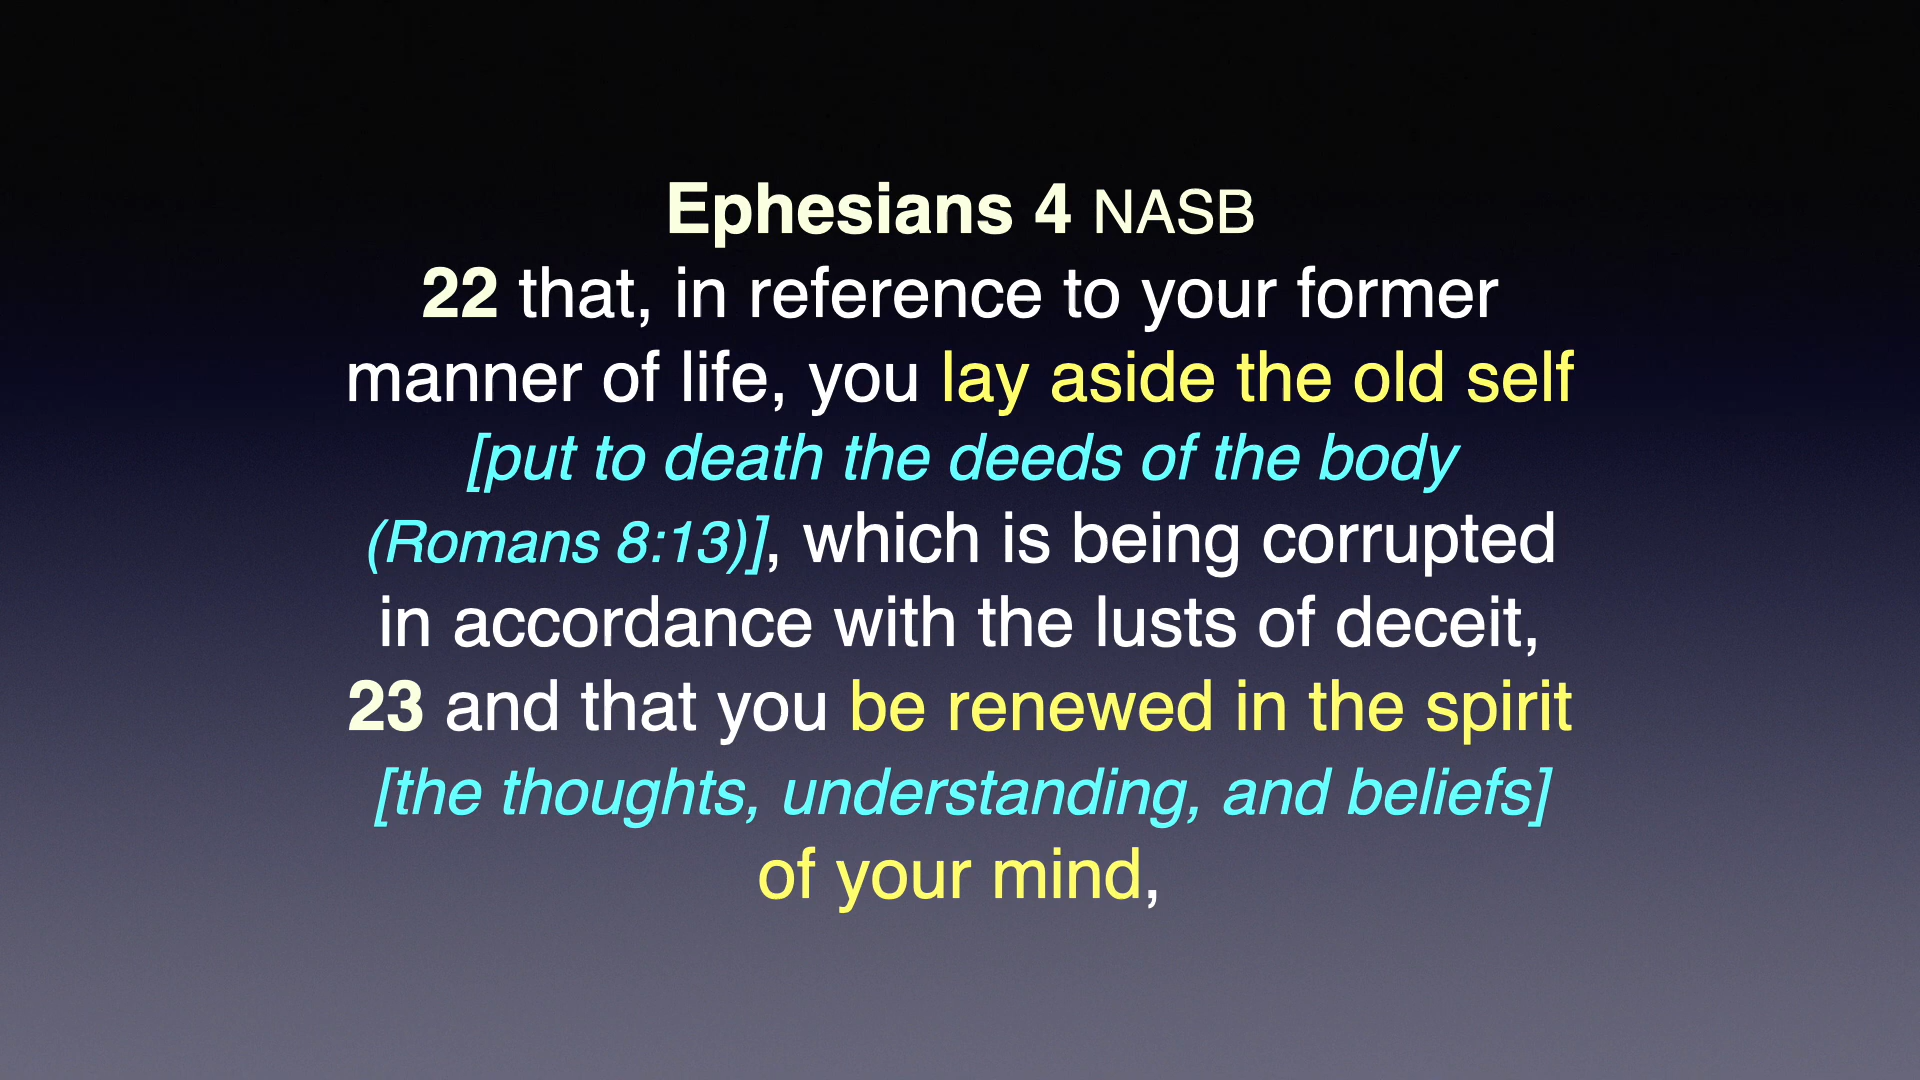 Ephesians 4 NASB
22 that, in reference to your former
manner of life, you lay aside the old self
[put to death the deeds of the body
(Romans 8:13)], which is being corrupted
in accordance with the lusts of deceit,
23 and that you be renewed in the spirit
[the thoughts, understanding, and beliefs]
of your mind,